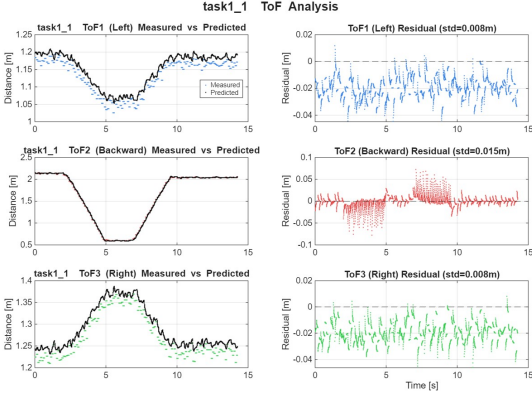 task1_1 ToF Analysis
task1_1 ToF1 (Left) Measured vs Predicted
Distance [m]
1.25
1.2
1.15
1.1
1.05
1
0 5 10 15
Measured
Predicted
ToF1 (Left) Residual (std=0.008m)
Residual [m]
0.02
0
-0.02
-0.04
0 5 10 15
task1_1 ToF2 (Backward) Measured vs Predicted
Distance [m]
2.5
2
1.5
1
0.5
0 5 10 15
ToF2 (Backward) Residual (std=0.015m)
Residual [m]
0.1
0.05
0
-0.05
-0.1
0 5 10 15
task1_1 ToF3 (Right) Measured vs Predicted
Distance [m]
1.4
1.35
1.3
1.25
1.2
0 5 10 15
ToF3 (Right) Residual (std=0.008m)
Residual [m]
0.02
0
-0.02
-0.04
0 5 10 15
Time [s]